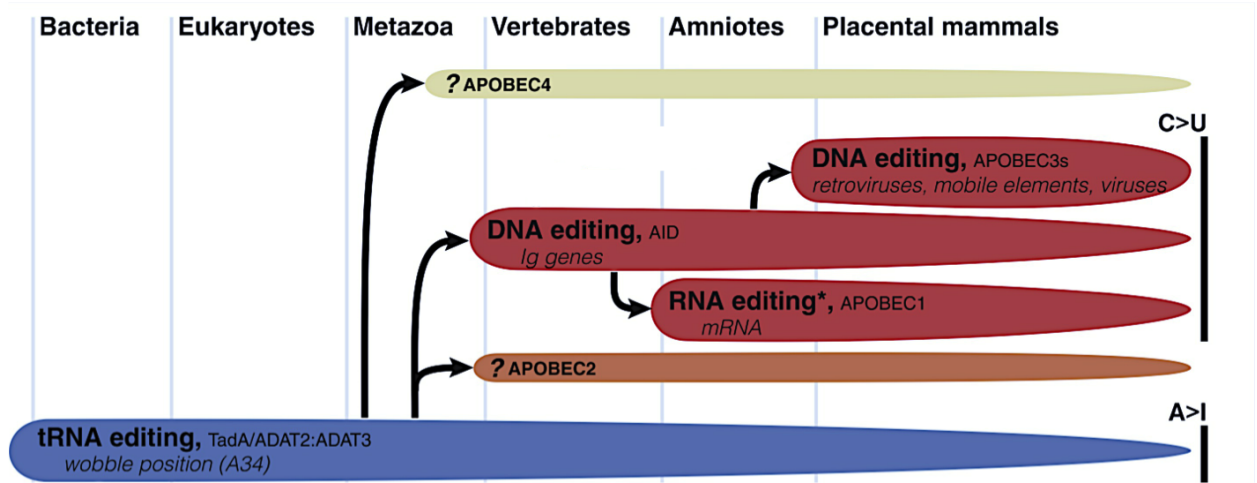 Bacteria Eukaryotes Metazoa Vertebrates Amniotes Placental mammals
? APOBEC4
C>U
DNA editing, APOBEC3s
retroviruses, mobile elements, viruses
DNA editing, AID
Ig genes
RNA editing*, APOBEC1
mRNA
? APOBEC2
A>I
tRNA editing, TadA/ADAT2:ADAT3
wobble position (A34)